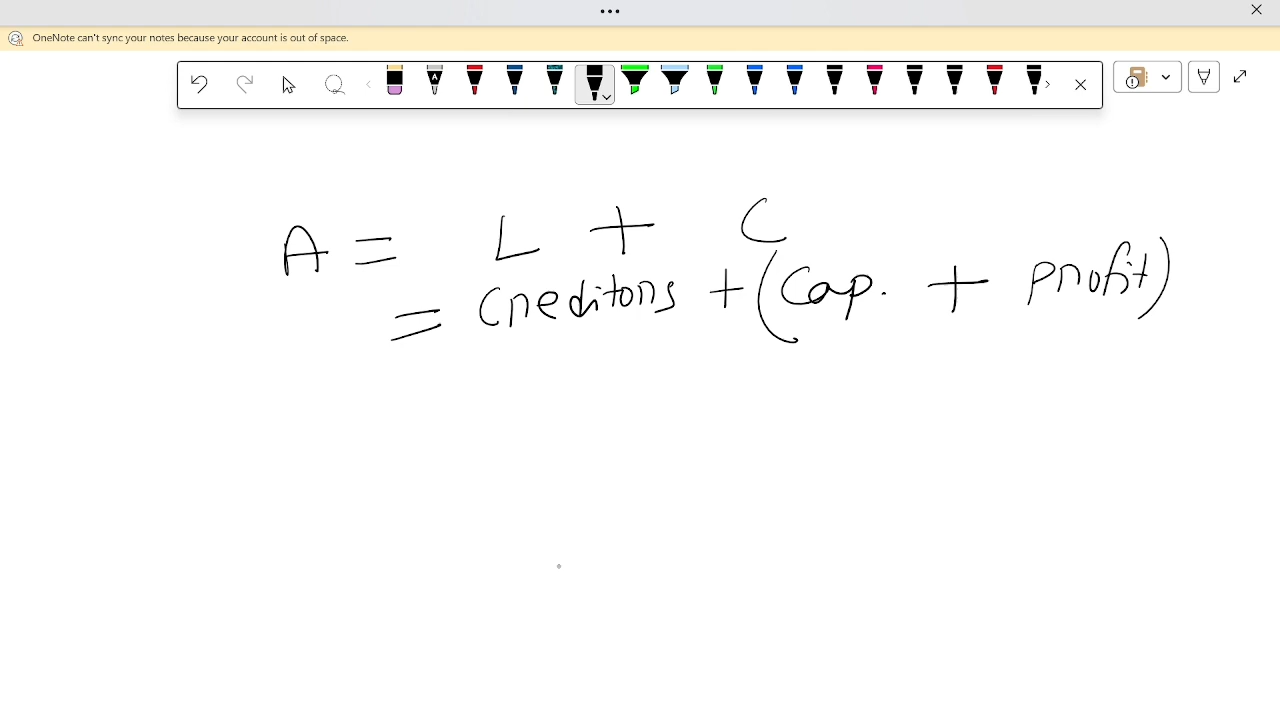 OneNote can't sync your notes because your account is out of space.
A
A = L + C
= Creditors + (Cap. + Profit)